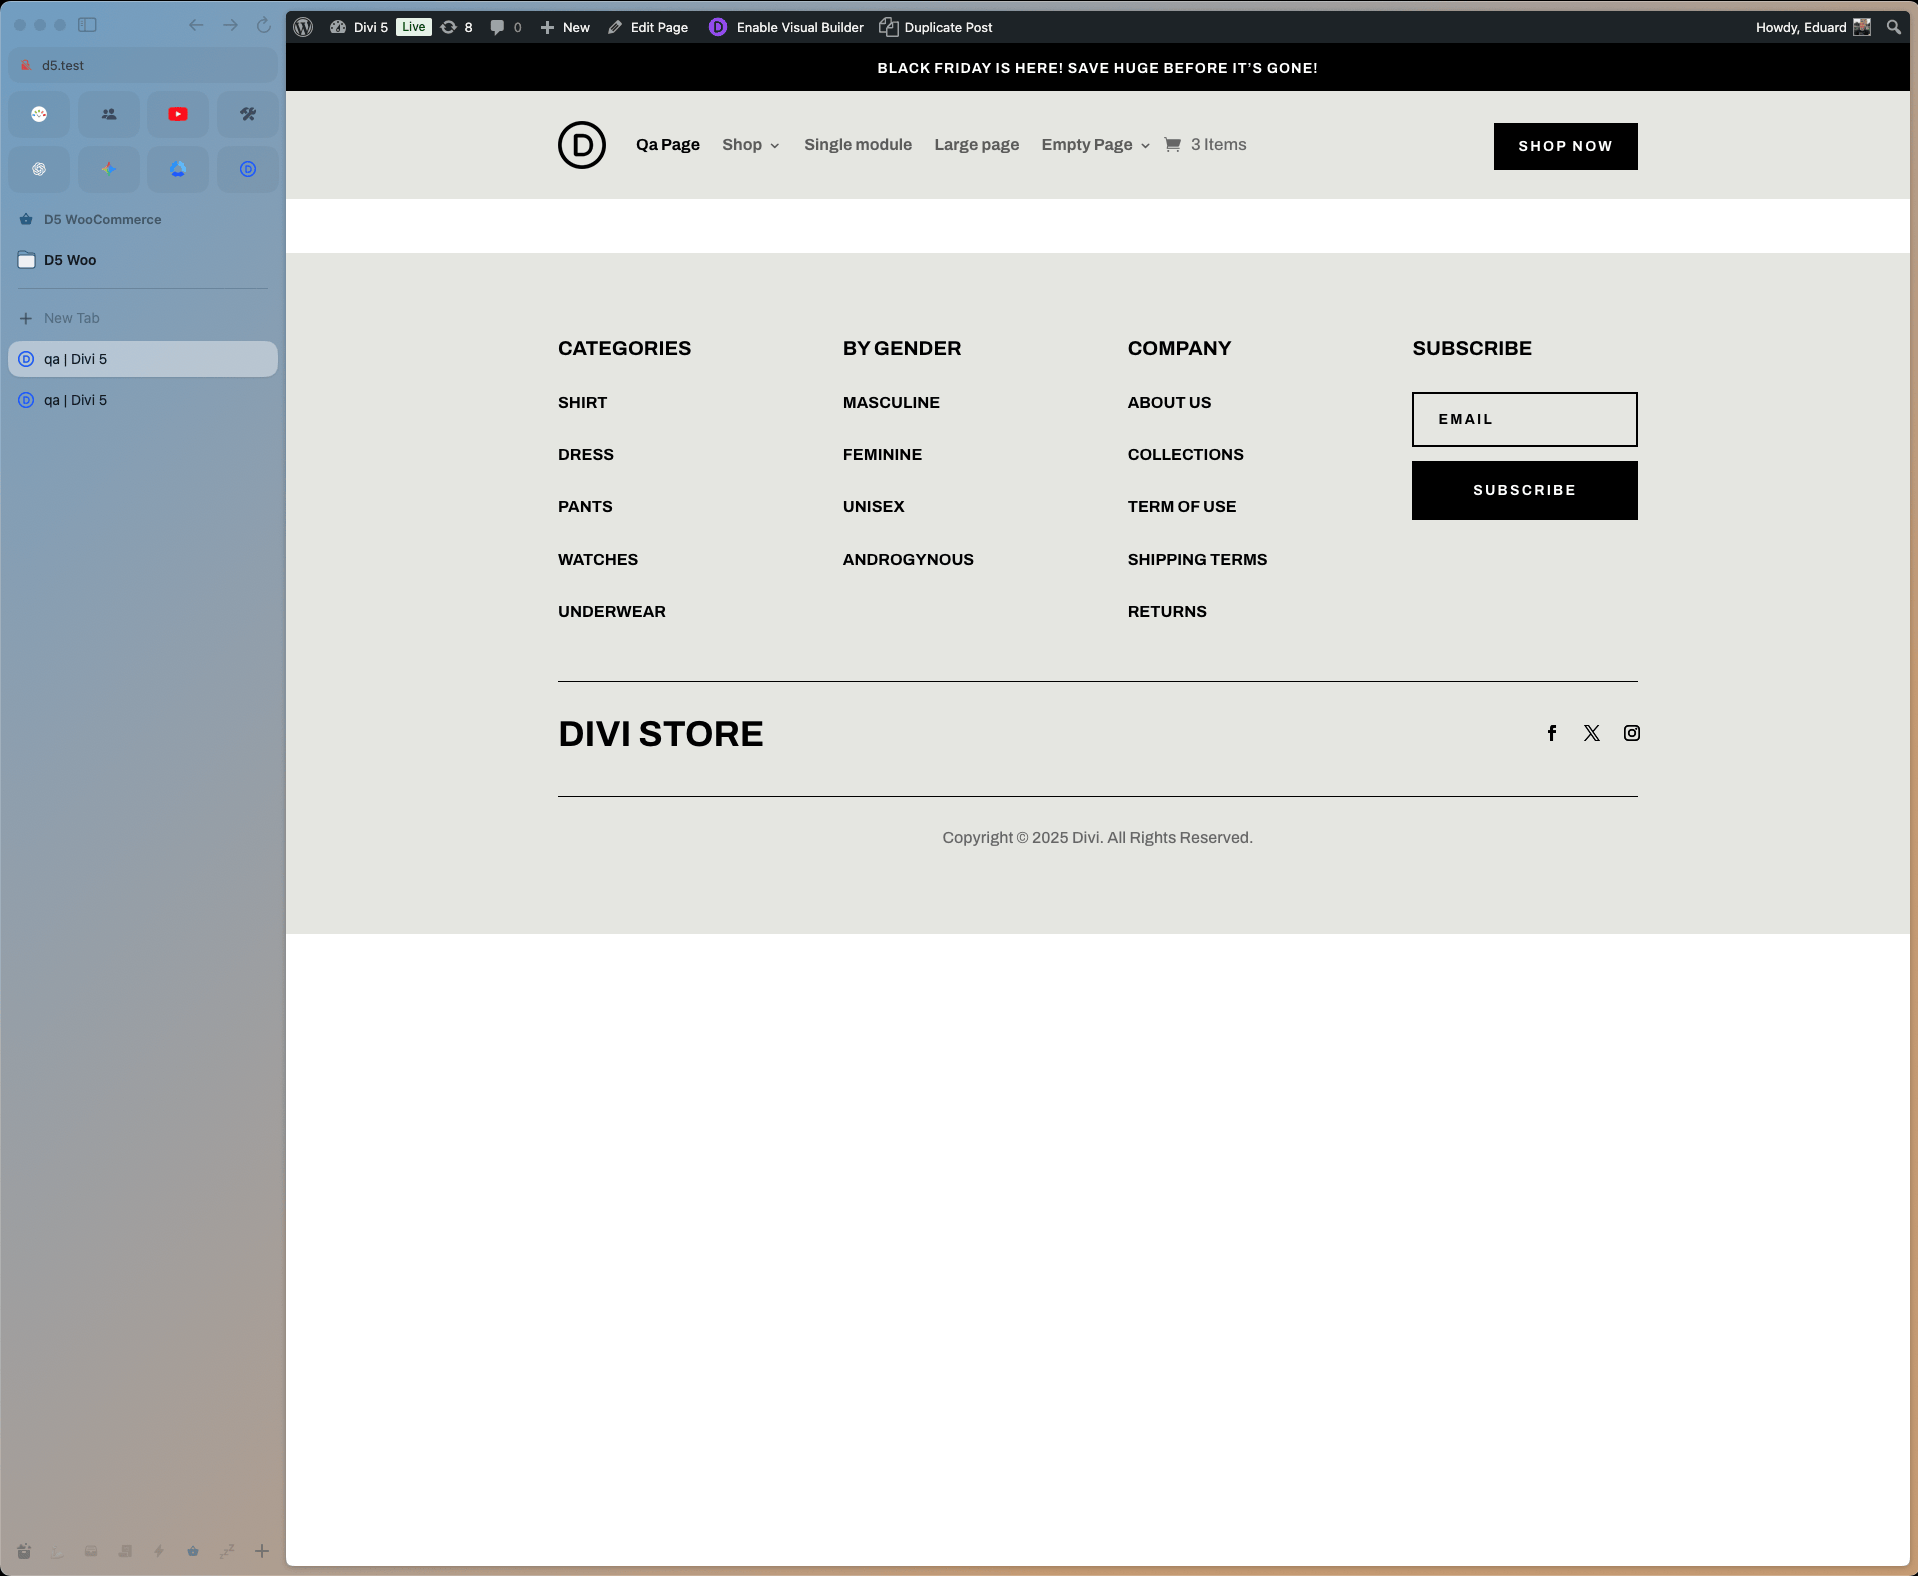 Divi 5 Live 8 0 New Edit Page Enable Visual Builder Duplicate Post Howdy, Eduard
d5.test
D5 WooCommerce
D5 Woo
New Tab
qa | Divi 5
qa | Divi 5
BLACK FRIDAY IS HERE! SAVE HUGE BEFORE IT’S GONE!
Qa Page Shop Single module Large page Empty Page 3 Items SHOP NOW
CATEGORIES
SHIRT
DRESS
PANTS
WATCHES
UNDERWEAR
BY GENDER
MASCULINE
FEMININE
UNISEX
ANDROGYNOUS
COMPANY
ABOUT US
COLLECTIONS
TERM OF USE
SHIPPING TERMS
RETURNS
SUBSCRIBE
EMAIL
SUBSCRIBE
DIVI STORE
Copyright © 2025 Divi. All Rights Reserved.